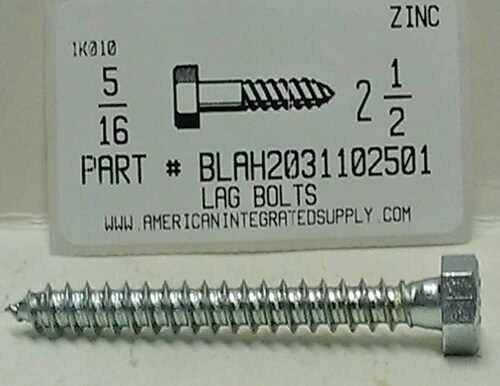 ZINC
1K010
5/16
2 1/2
PART # BLAH2031102501
LAG BOLTS
WWW.AMERICANINTEGRATEDSUPPLY.COM